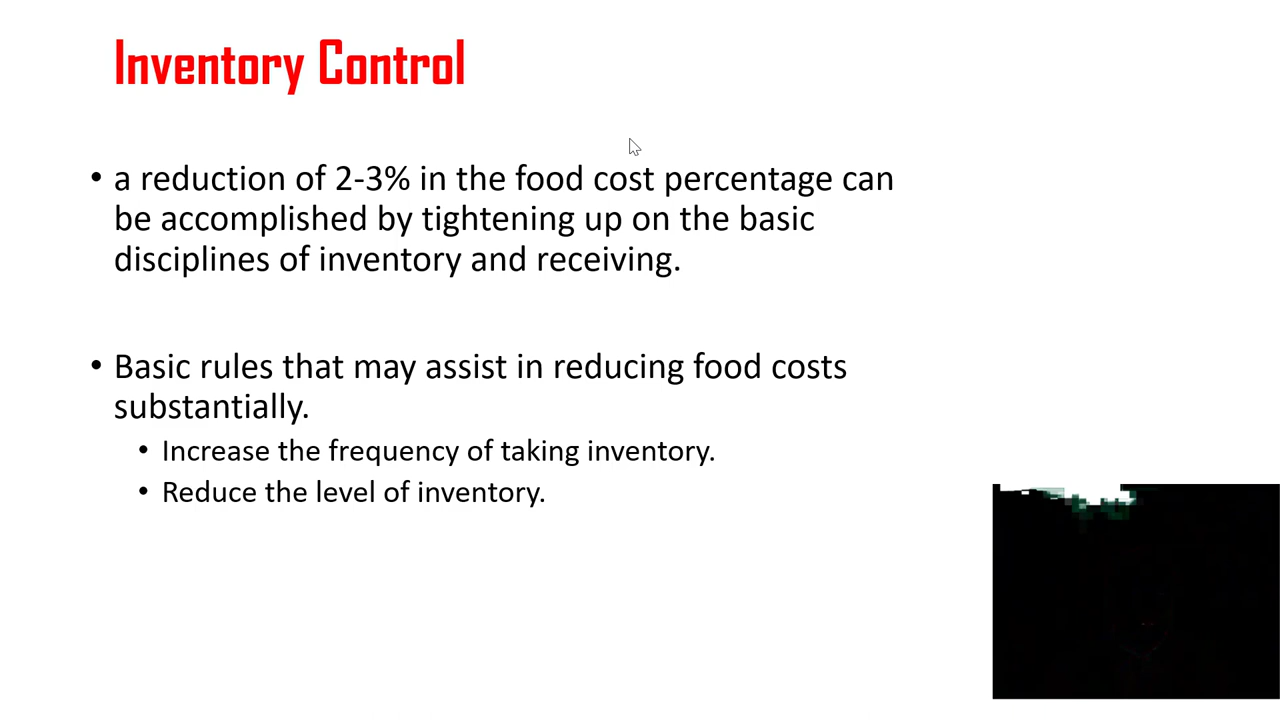 Inventory Control
• a reduction of 2-3% in the food cost percentage can
be accomplished by tightening up on the basic
disciplines of inventory and receiving.
• Basic rules that may assist in reducing food costs
substantially.
• Increase the frequency of taking inventory.
• Reduce the level of inventory.